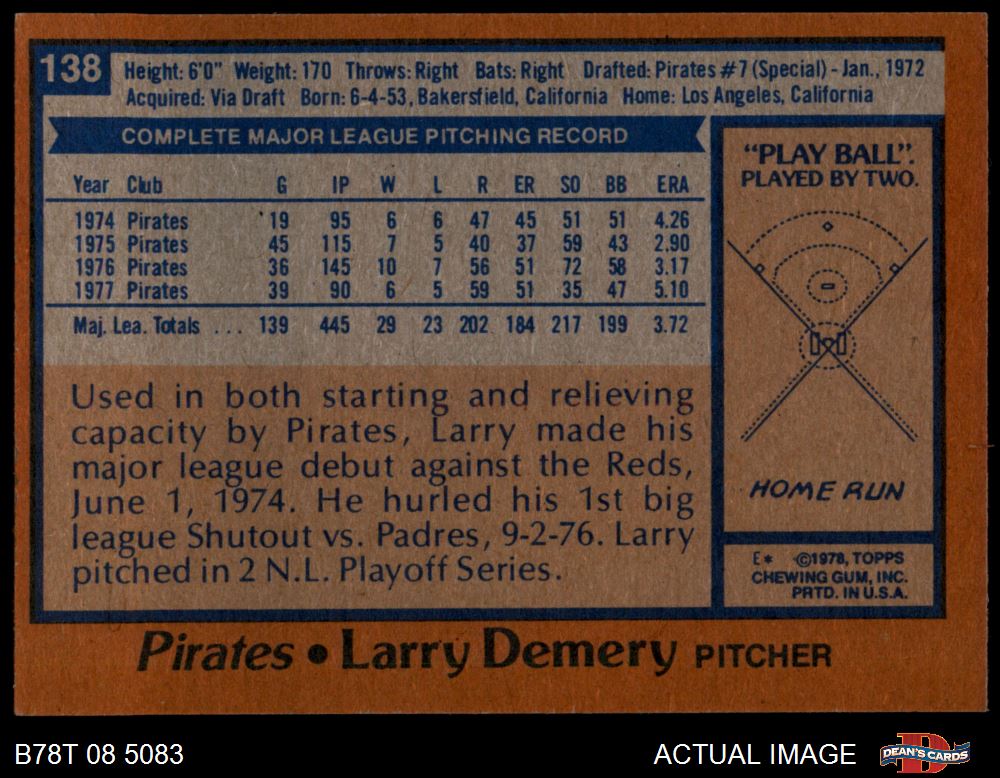 138
Height: 6'0" Weight: 170 Throws: Right Bats: Right Drafted: Pirates #7 (Special) - Jan., 1972
Acquired: Via Draft Born: 6-4-53, Bakersfield, California Home: Los Angeles, California
COMPLETE MAJOR LEAGUE PITCHING RECORD
Year Club G IP W L R ER SO BB ERA
1974 Pirates 19 95 6 6 47 45 51 51 4.26
1975 Pirates 45 115 7 5 40 37 59 43 2.90
1976 Pirates 36 145 10 7 56 51 72 58 3.17
1977 Pirates 39 90 6 5 59 51 35 47 5.10
Maj. Lea. Totals ... 139 445 29 23 202 184 217 199 3.72
Used in both starting and relieving
capacity by Pirates, Larry made his
major league debut against the Reds,
June 1, 1974. He hurled his 1st big
league Shutout vs. Padres, 9-2-76. Larry
pitched in 2 N.L. Playoff Series.
"PLAY BALL".
PLAYED BY TWO.
HOME RUN
E* ©1978, TOPPS
CHEWING GUM, INC.
PRTD. IN U.S.A.
Pirates • Larry Demery PITCHER
B78T 08 5083
ACTUAL IMAGE
D
DEAN'S CARDS